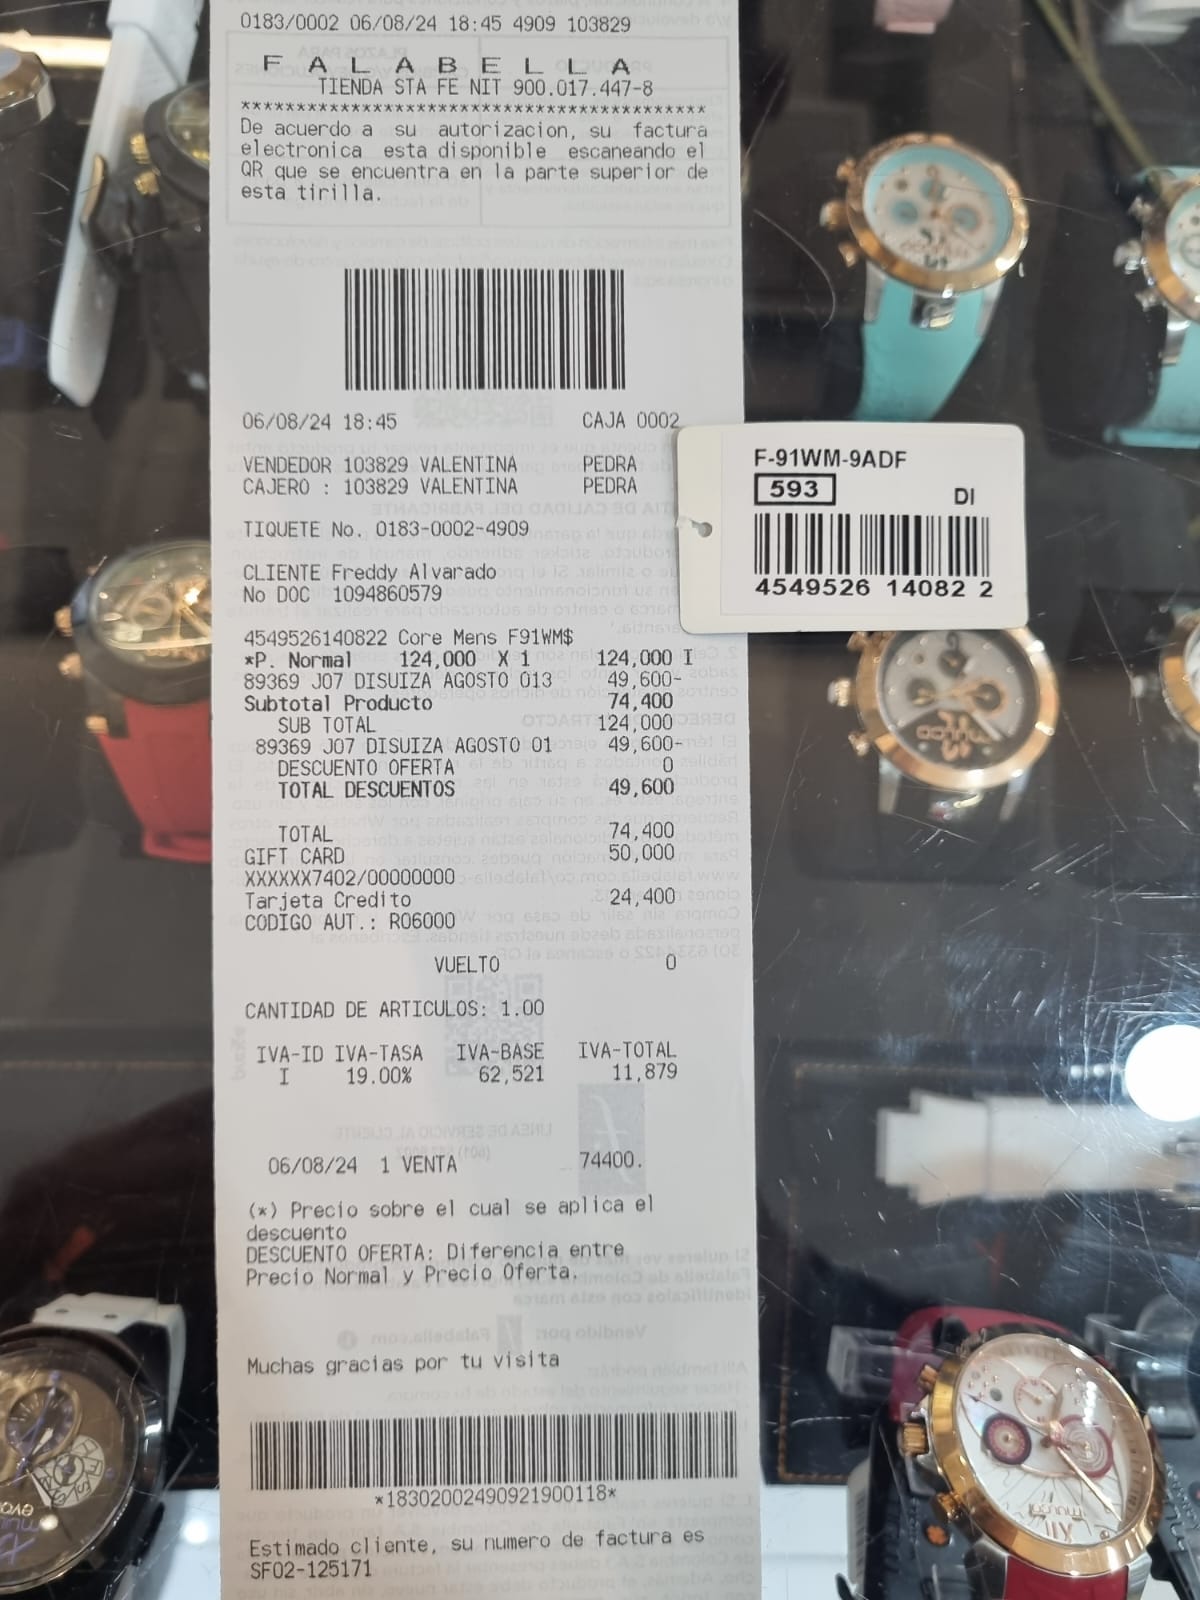 0183/0002 06/08/24 18:45 4909 103829
F A L A B E L L A
TIENDA STA FE NIT 900.017.447-8
******************************************
De acuerdo a su autorizacion, su factura
electronica esta disponible escaneando el
QR que se encuentra en la parte superior de
esta tirilla.
06/08/24 18:45 CAJA 0002
VENDEDOR 103829 VALENTINA PEDRA
CAJERO : 103829 VALENTINA PEDRA
TIQUETE No. 0183-0002-4909
CLIENTE Freddy Alvarado
No DOC 1094860579
4549526140822 Core Mens F91WM$
*P. Normal 124,000 X 1 124,000 I
89369 J07 DISUIZA AGOSTO 013 49,600-
Subtotal Producto 74,400
SUB TOTAL 124,000
89369 J07 DISUIZA AGOSTO 01 49,600-
DESCUENTO OFERTA 0
TOTAL DESCUENTOS 49,600
TOTAL 74,400
GIFT CARD 50,000
XXXXXX7402/00000000
Tarjeta Credito 24,400
CODIGO AUT.: R06000
VUELTO 0
CANTIDAD DE ARTICULOS: 1.00
IVA-ID IVA-TASA IVA-BASE IVA-TOTAL
I 19.00% 62,521 11,879
06/08/24 1 VENTA 74400.
(*) Precio sobre el cual se aplica el
descuento
DESCUENTO OFERTA: Diferencia entre
Precio Normal y Precio Oferta.
Muchas gracias por tu visita
*18302002490921900118*
Estimado cliente, su numero de factura es
SF02-125171
F-91WM-9ADF
593
DI
4549526 14082 2